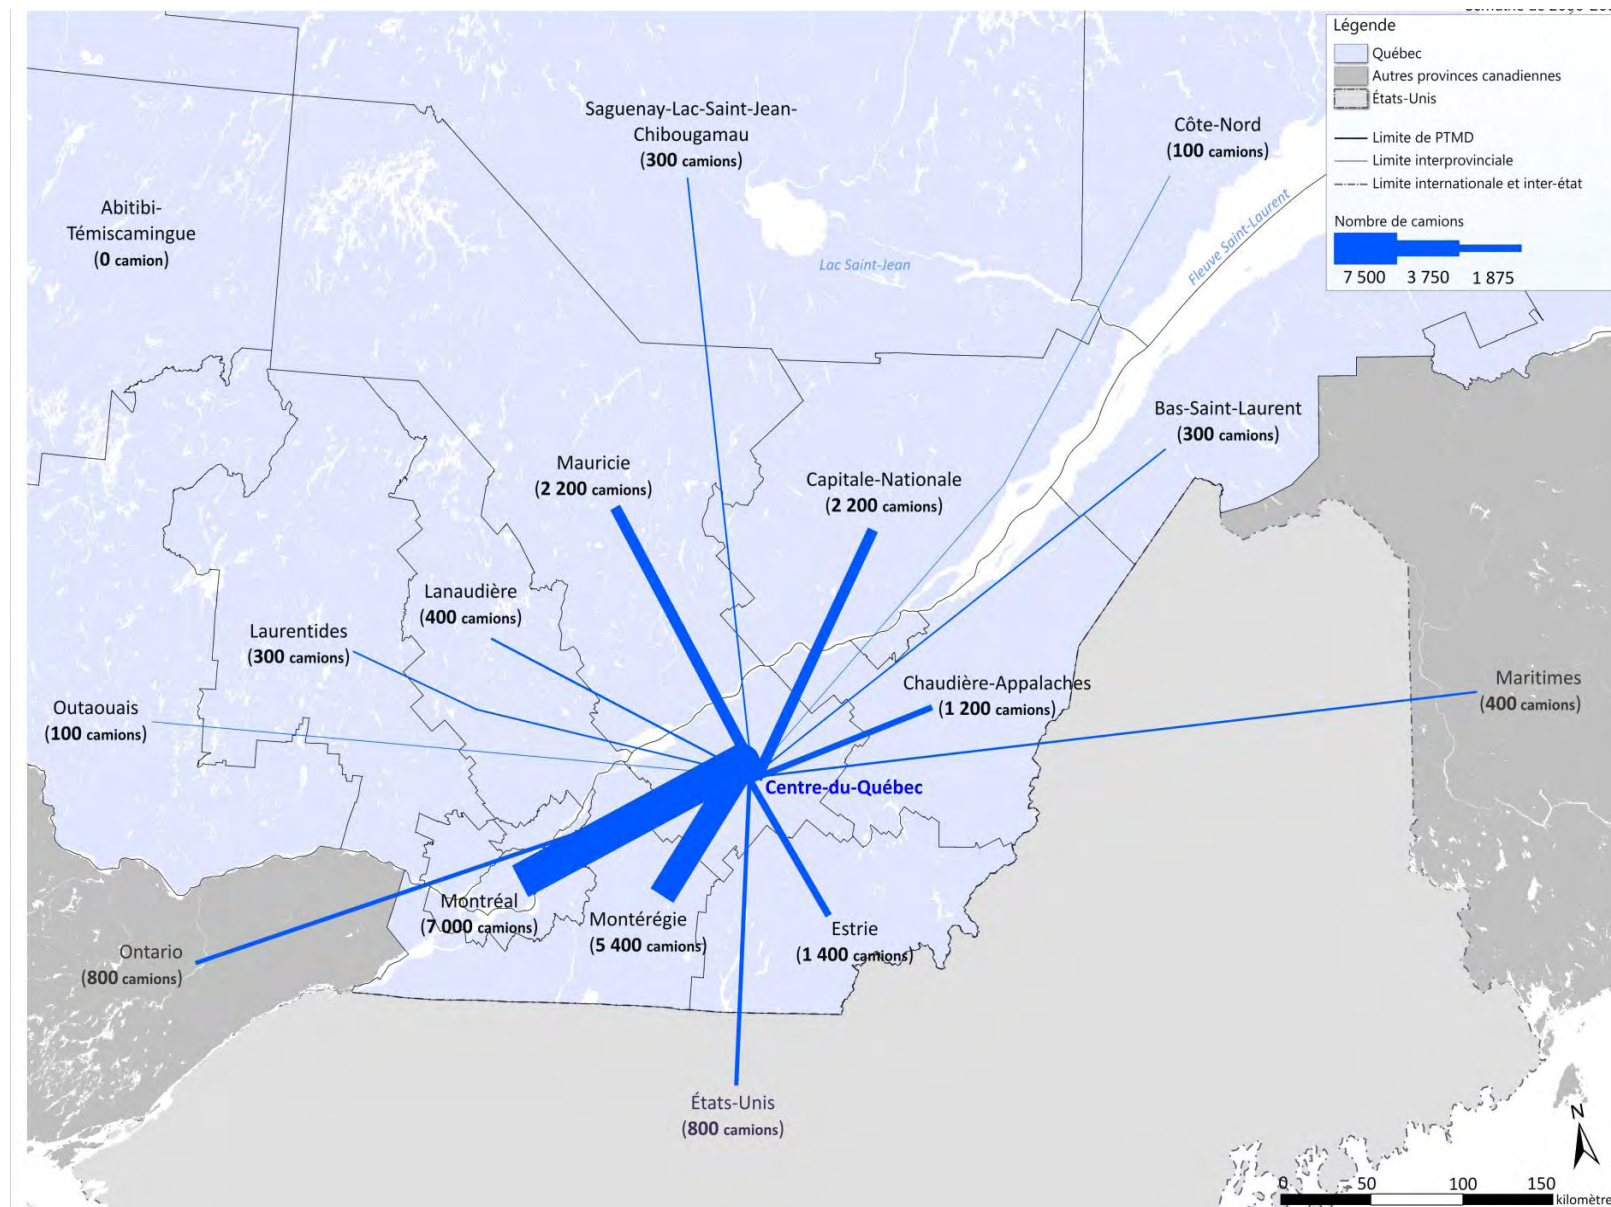 Légende
Québec
Autres provinces canadiennes
États-Unis
Limite de PTMD
Limite interprovinciale
Limite internationale et inter-état
Nombre de camions
7 500 3 750 1 875
Saguenay-Lac-Saint-Jean-
Chibougamau
(300 camions)
Côte-Nord
(100 camions)
Abitibi-
Témiscamingue
(0 camion)
Lac Saint-Jean
Fleuve Saint-Laurent
Bas-Saint-Laurent
(300 camions)
Mauricie
(2 200 camions)
Capitale-Nationale
(2 200 camions)
Lanaudière
(400 camions)
Laurentides
(300 camions)
Outaouais
(100 camions)
Chaudière-Appalaches
(1 200 camions)
Maritimes
(400 camions)
Centre-du-Québec
Montréal
(7 000 camions)
Montérégie
(5 400 camions)
Estrie
(1 400 camions)
Ontario
(800 camions)
États-Unis
(800 camions)
N
0 50 100 150
kilomètre